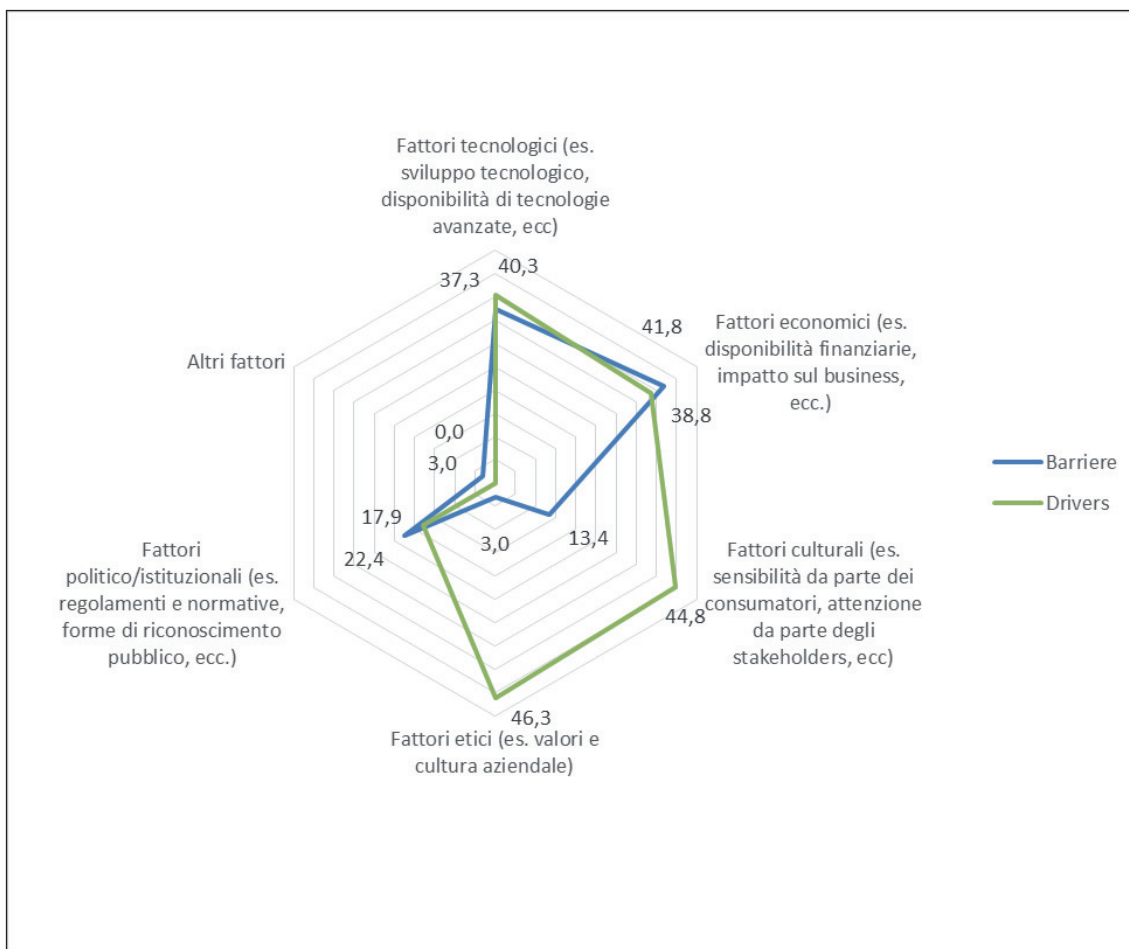 Fattori tecnologici (es.
sviluppo tecnologico,
disponibilità di tecnologie
avanzate, ecc)
37,3
40,3
41,8
Fattori economici (es.
disponibilità finanziarie,
impatto sul business,
ecc.)
38,8
Altri fattori
0,0
3,0
Barriere
Drivers
17,9
22,4
3,0
13,4
Fattori culturali (es.
sensibilità da parte dei
consumatori, attenzione
da parte degli
stakeholders, ecc)
44,8
Fattori
politico/istituzionali (es.
regolamenti e normative,
forme di riconoscimento
pubblico, ecc.)
46,3
Fattori etici (es. valori e
cultura aziendale)